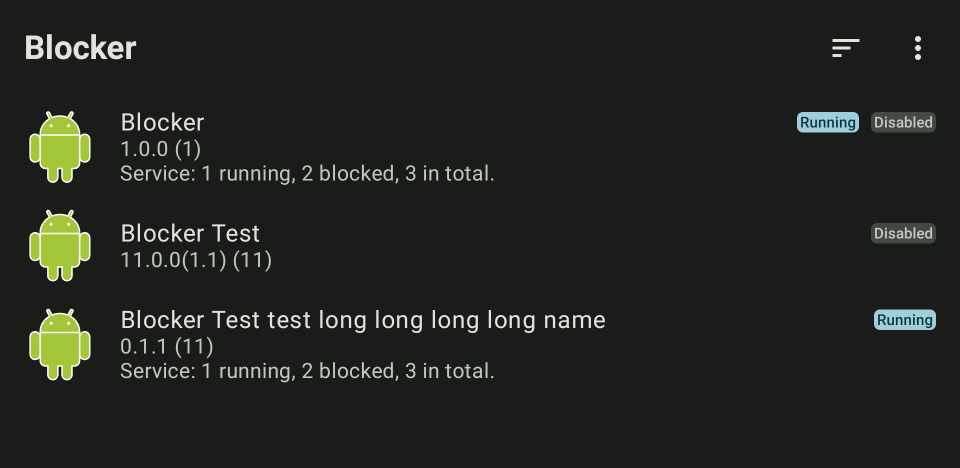 Blocker
Blocker Running Disabled
1.0.0 (1)
Service: 1 running, 2 blocked, 3 in total.
Blocker Test Disabled
11.0.0(1.1) (11)
Blocker Test test long long long long name Running
0.1.1 (11)
Service: 1 running, 2 blocked, 3 in total.